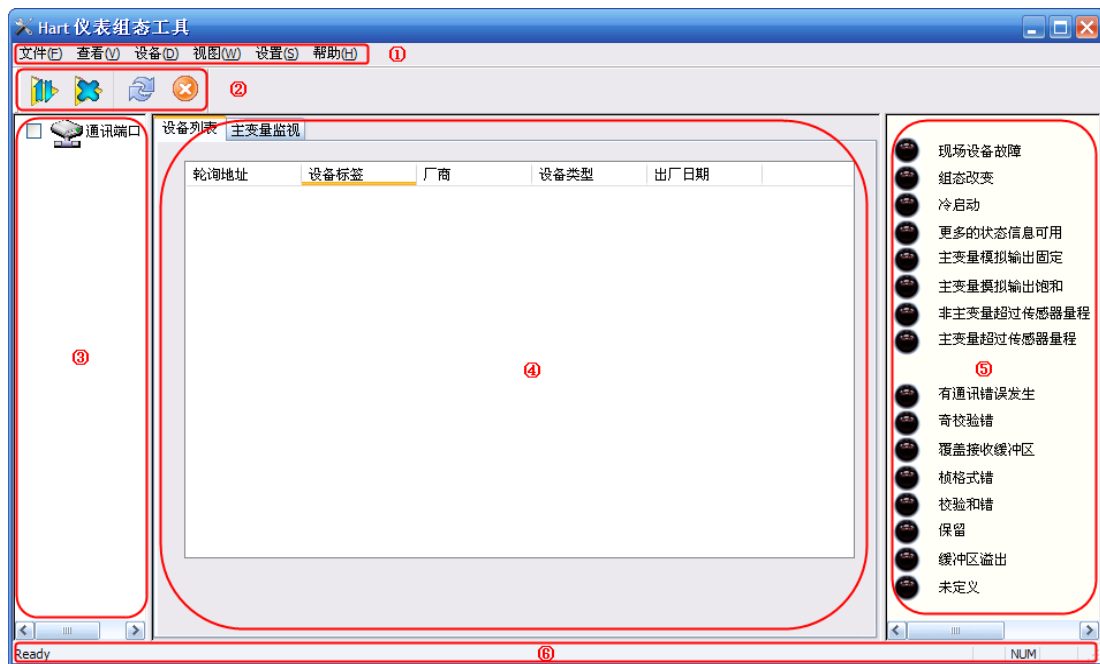 Hart 仪表组态工具
文件(F) 查看(V) 设备(D) 视图(W) 设置(S) 帮助(H) ①
②
通讯端口
③
设备列表 主变量监视
轮询地址 设备标签 厂商 设备类型 出厂日期
④
现场设备故障
组态改变
冷启动
更多的状态信息可用
主变量模拟输出固定
主变量摸拟输出饱和
非主变量超过传感器量程
主变量超过传感器量程
⑤
有通讯错误发生
奇校验错
覆盖接收缓冲区
桢格式错
校验和错
保留
缓冲区溢出
未定义
Ready ⑥ NUM